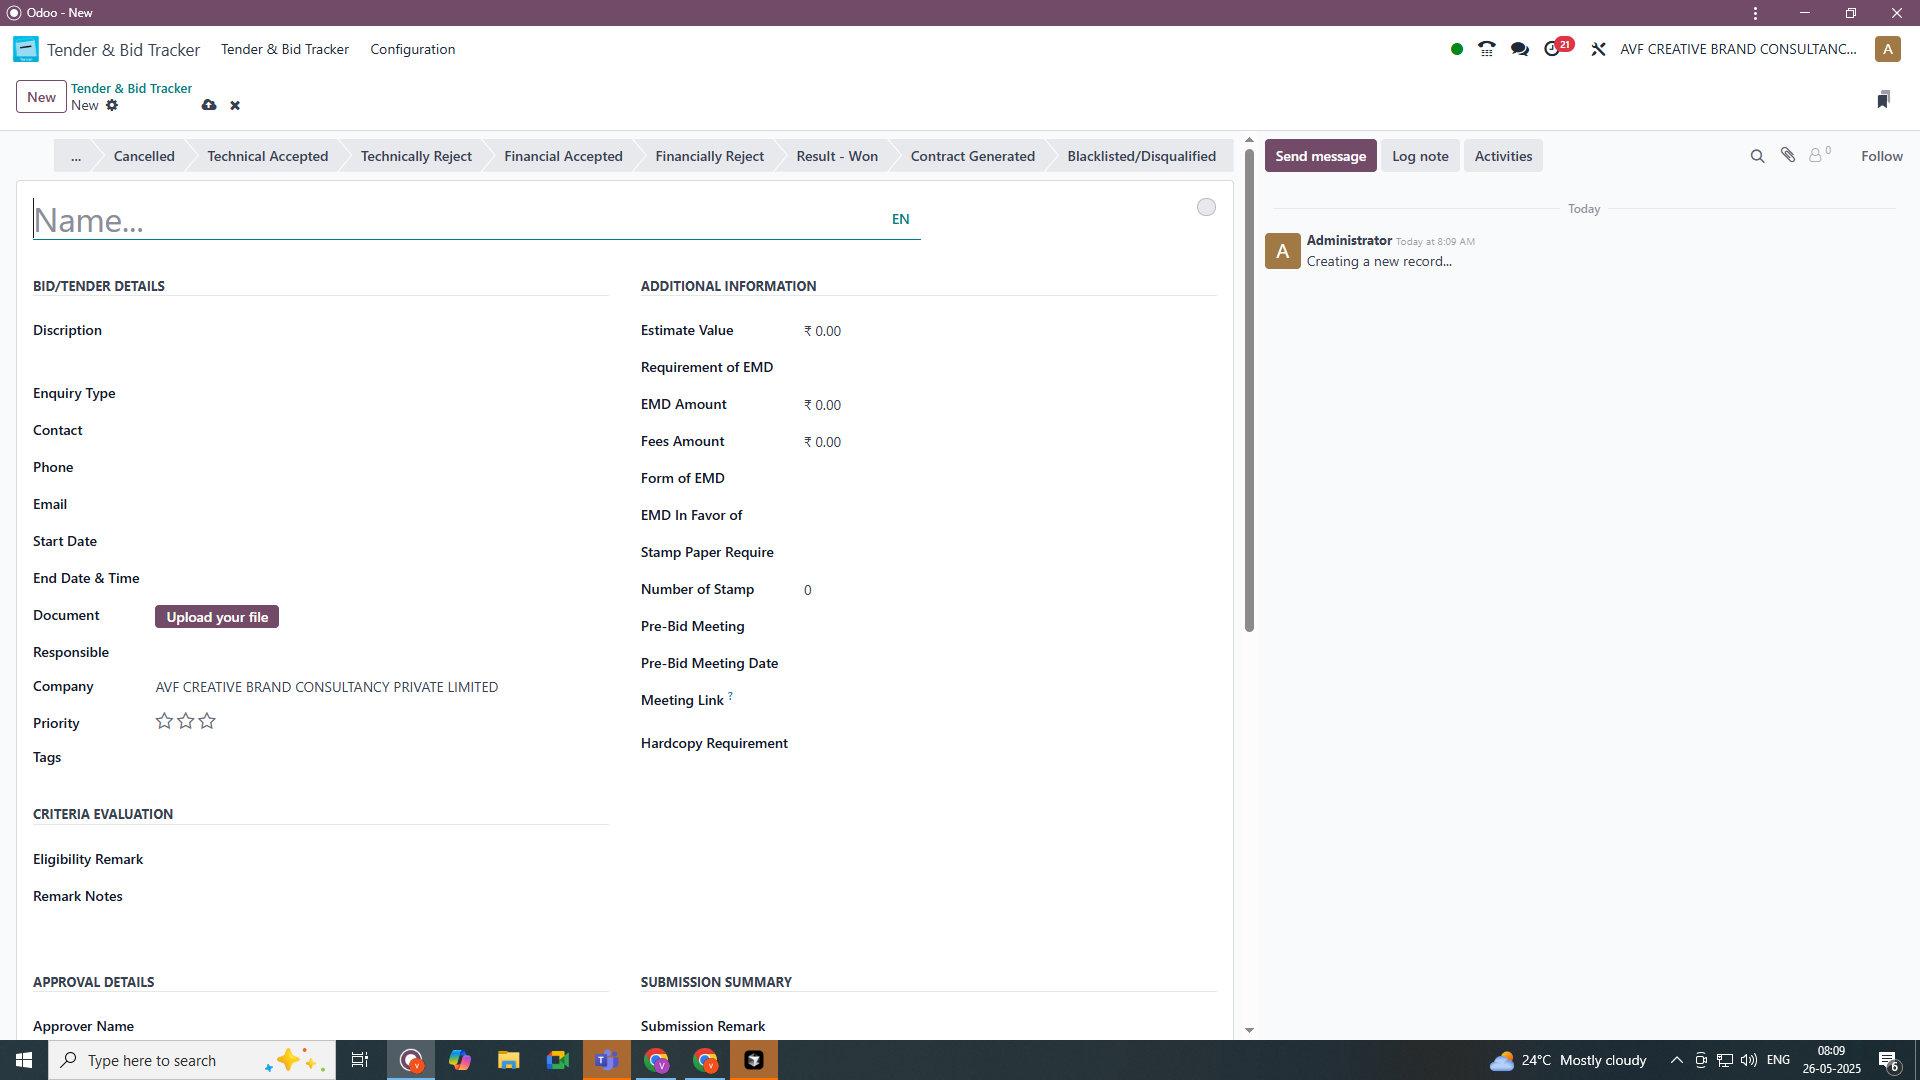 Odoo - New
Tender & Bid Tracker Tender & Bid Tracker Configuration 21 AVF CREATIVE BRAND CONSULTANC... A
New Tender & Bid Tracker
New
... Cancelled Technical Accepted Technically Reject Financial Accepted Financially Reject Result - Won Contract Generated Blacklisted/Disqualified
Send message Log note Activities 0 Follow
Name... EN
Today
A Administrator Today at 8:09 AM
Creating a new record...
BID/TENDER DETAILS
Discription
Enquiry Type
Contact
Phone
Email
Start Date
End Date & Time
Document Upload your file
Responsible
Company AVF CREATIVE BRAND CONSULTANCY PRIVATE LIMITED
Priority
Tags
ADDITIONAL INFORMATION
Estimate Value ₹ 0.00
Requirement of EMD
EMD Amount ₹ 0.00
Fees Amount ₹ 0.00
Form of EMD
EMD In Favor of
Stamp Paper Require
Number of Stamp 0
Pre-Bid Meeting
Pre-Bid Meeting Date
Meeting Link ?
Hardcopy Requirement
CRITERIA EVALUATION
Eligibility Remark
Remark Notes
APPROVAL DETAILS
Approver Name
SUBMISSION SUMMARY
Submission Remark
Type here to search
24°C Mostly cloudy ENG 08:09
26-05-2025
6